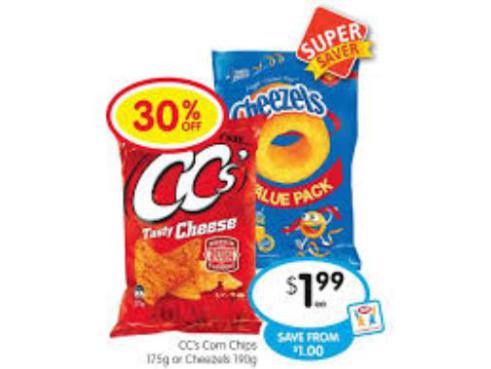 SUPER
SAVER
30%
OFF
Cheezels
VALUE PACK
CC's'
Tasty Cheese
$1.99
ea
SAVE FROM
$1.00
CC's Corn Chips
175g or Cheezels 190g